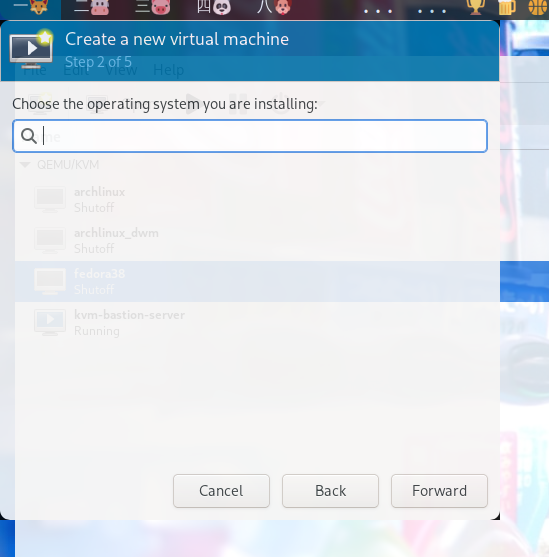 一 二 三 四 八 ... ...
Create a new virtual machine
Step 2 of 5
File Edit View Help
Choose the operating system you are installing:
QEMU/KVM
archlinux
Shutoff
archlinux_dwm
Shutoff
fedora38
Shutoff
kvm-bastion-server
Running
Cancel Back Forward